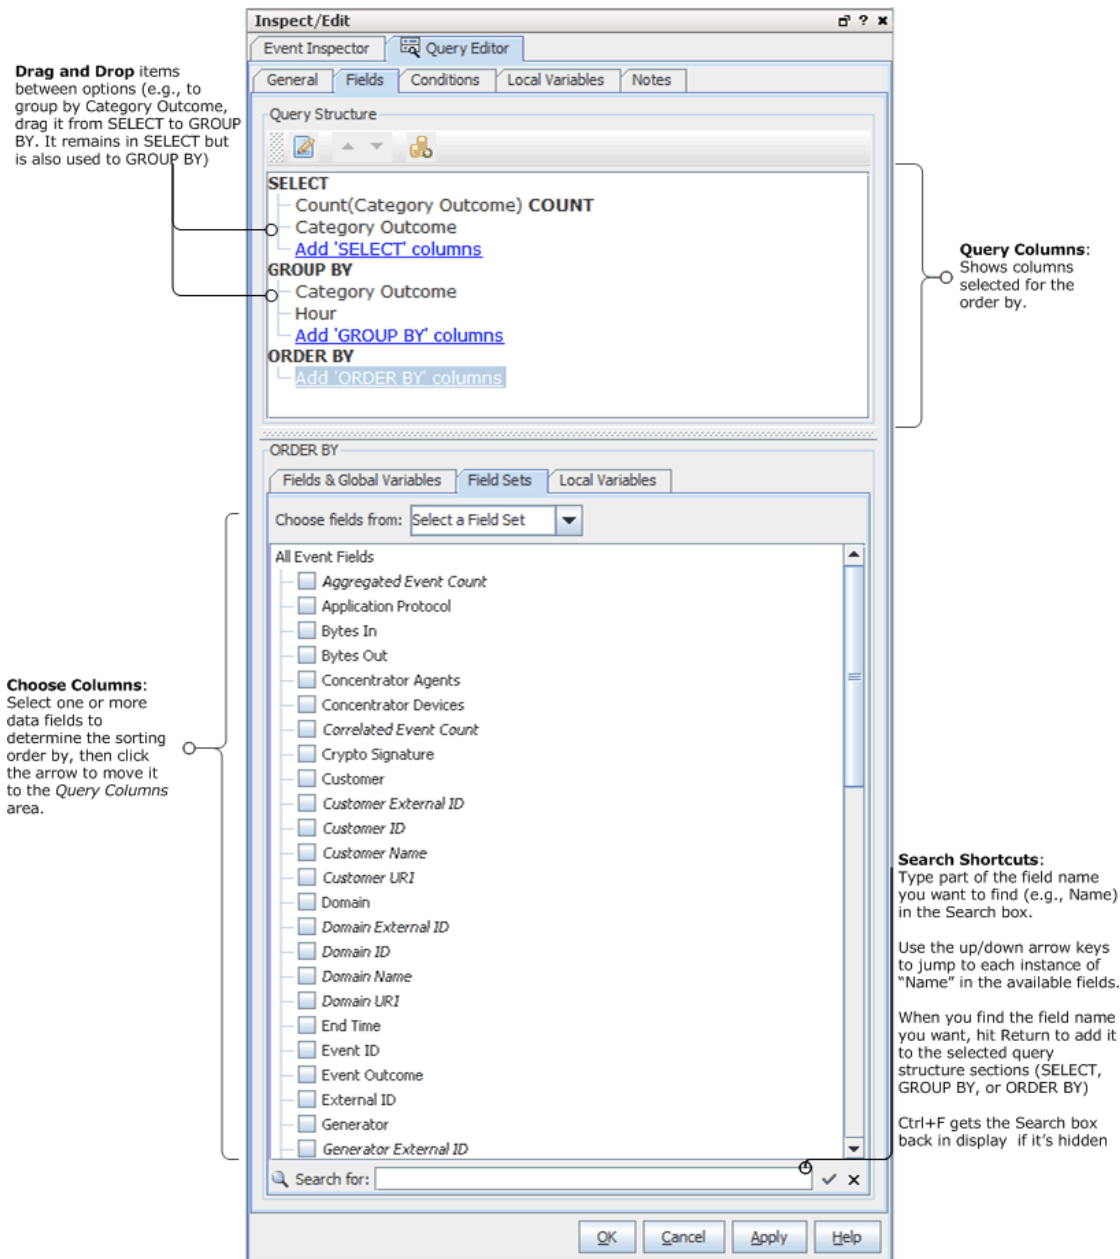 Inspect/Edit
?
Event Inspector
Query Editor
General
Fields
Conditions
Local Variables
Notes
Drag and Drop items
between options (e.g., to
group by Category Outcome,
drag it from SELECT to GROUP
BY. It remains in SELECT but
is also used to GROUP BY)
Query Structure
SELECT
Count(Category Outcome) COUNT
Category Outcome
Add 'SELECT' columns
GROUP BY
Category Outcome
Hour
Add 'GROUP BY' columns
ORDER BY
Add 'ORDER BY' columns
Query Columns:
Shows columns
selected for the
order by.
ORDER BY
Fields & Global Variables
Field Sets
Local Variables
Choose fields from: Select a Field Set
All Event Fields
Aggregated Event Count
Application Protocol
Bytes In
Bytes Out
Concentrator Agents
Concentrator Devices
Correlated Event Count
Crypto Signature
Customer
Customer External ID
Customer ID
Customer Name
Customer URI
Domain
Domain External ID
Domain ID
Domain Name
Domain URI
End Time
Event ID
Event Outcome
External ID
Generator
Generator External ID
Choose Columns:
Select one or more
data fields to
determine the sorting
order by, then click
the arrow to move it
to the Query Columns
area.
Search Shortcuts:
Type part of the field name
you want to find (e.g., Name)
in the Search box.
Use the up/down arrow keys
to jump to each instance of
"Name" in the available fields.
When you find the field name
you want, hit Return to add it
to the selected query
structure sections (SELECT,
GROUP BY, or ORDER BY)
Ctrl+F gets the Search box
back in display if it's hidden
Search for:
OK
Cancel
Apply
Help